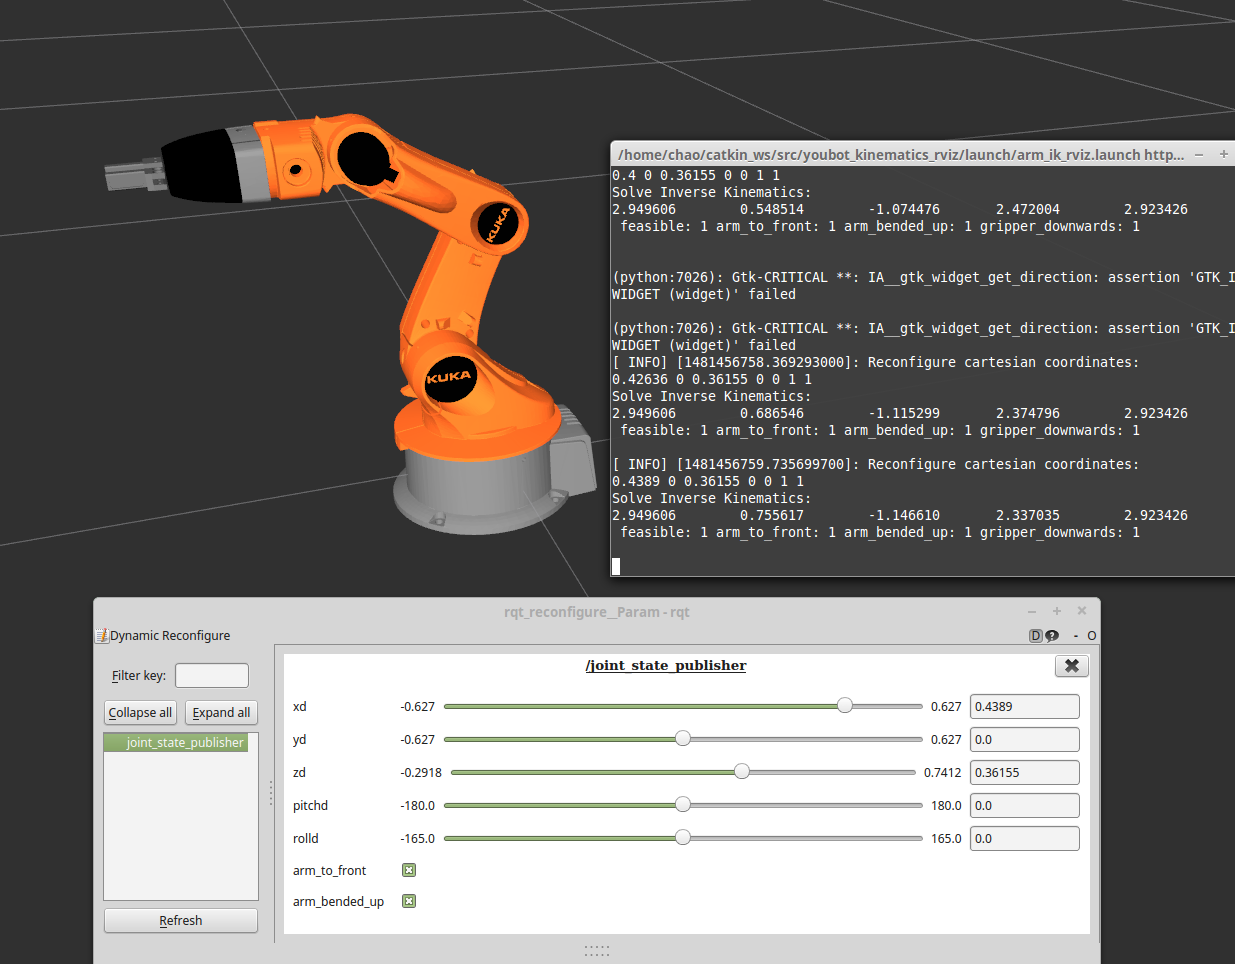 KUKA
KUKA
/home/chao/catkin_ws/src/youbot_kinematics_rviz/launch/arm_ik_rviz.launch http...
0.4 0 0.36155 0 0 1 1
Solve Inverse Kinematics:
2.949606 0.548514 -1.074476 2.472004 2.923426
feasible: 1 arm_to_front: 1 arm_bended_up: 1 gripper_downwards: 1
(python:7026): Gtk-CRITICAL **: IA__gtk_widget_get_direction: assertion 'GTK_I
WIDGET (widget)' failed
(python:7026): Gtk-CRITICAL **: IA__gtk_widget_get_direction: assertion 'GTK_I
WIDGET (widget)' failed
[ INFO] [1481456758.369293000]: Reconfigure cartesian coordinates:
0.42636 0 0.36155 0 0 1 1
Solve Inverse Kinematics:
2.949606 0.686546 -1.115299 2.374796 2.923426
feasible: 1 arm_to_front: 1 arm_bended_up: 1 gripper_downwards: 1
[ INFO] [1481456759.735699700]: Reconfigure cartesian coordinates:
0.4389 0 0.36155 0 0 1 1
Solve Inverse Kinematics:
2.949606 0.755617 -1.146610 2.337035 2.923426
feasible: 1 arm_to_front: 1 arm_bended_up: 1 gripper_downwards: 1
rqt_reconfigure__Param - rqt
Dynamic Reconfigure
D ? - O
Filter key:
Collapse all Expand all
joint_state_publisher
Refresh
/joint_state_publisher
xd -0.627 0.627 0.4389
yd -0.627 0.627 0.0
zd -0.2918 0.7412 0.36155
pitchd -180.0 180.0 0.0
rolld -165.0 165.0 0.0
arm_to_front
arm_bended_up